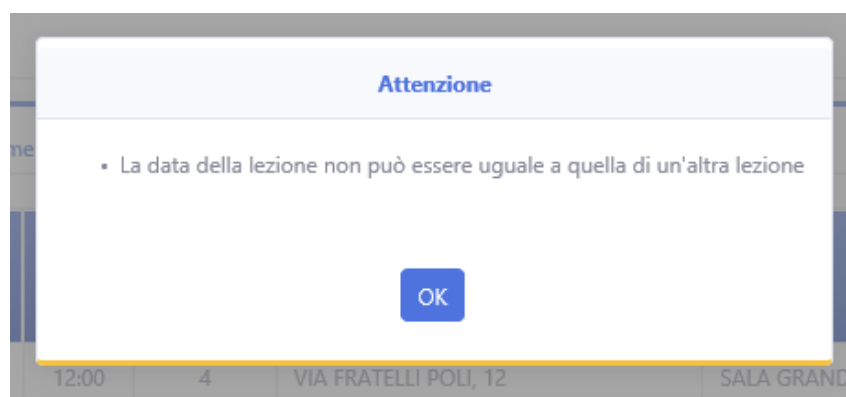 Attenzione
me
• La data della lezione non può essere uguale a quella di un'altra lezione
OK
12:00 4 VIA FRATELLI POLI, 12 SALA GRAND